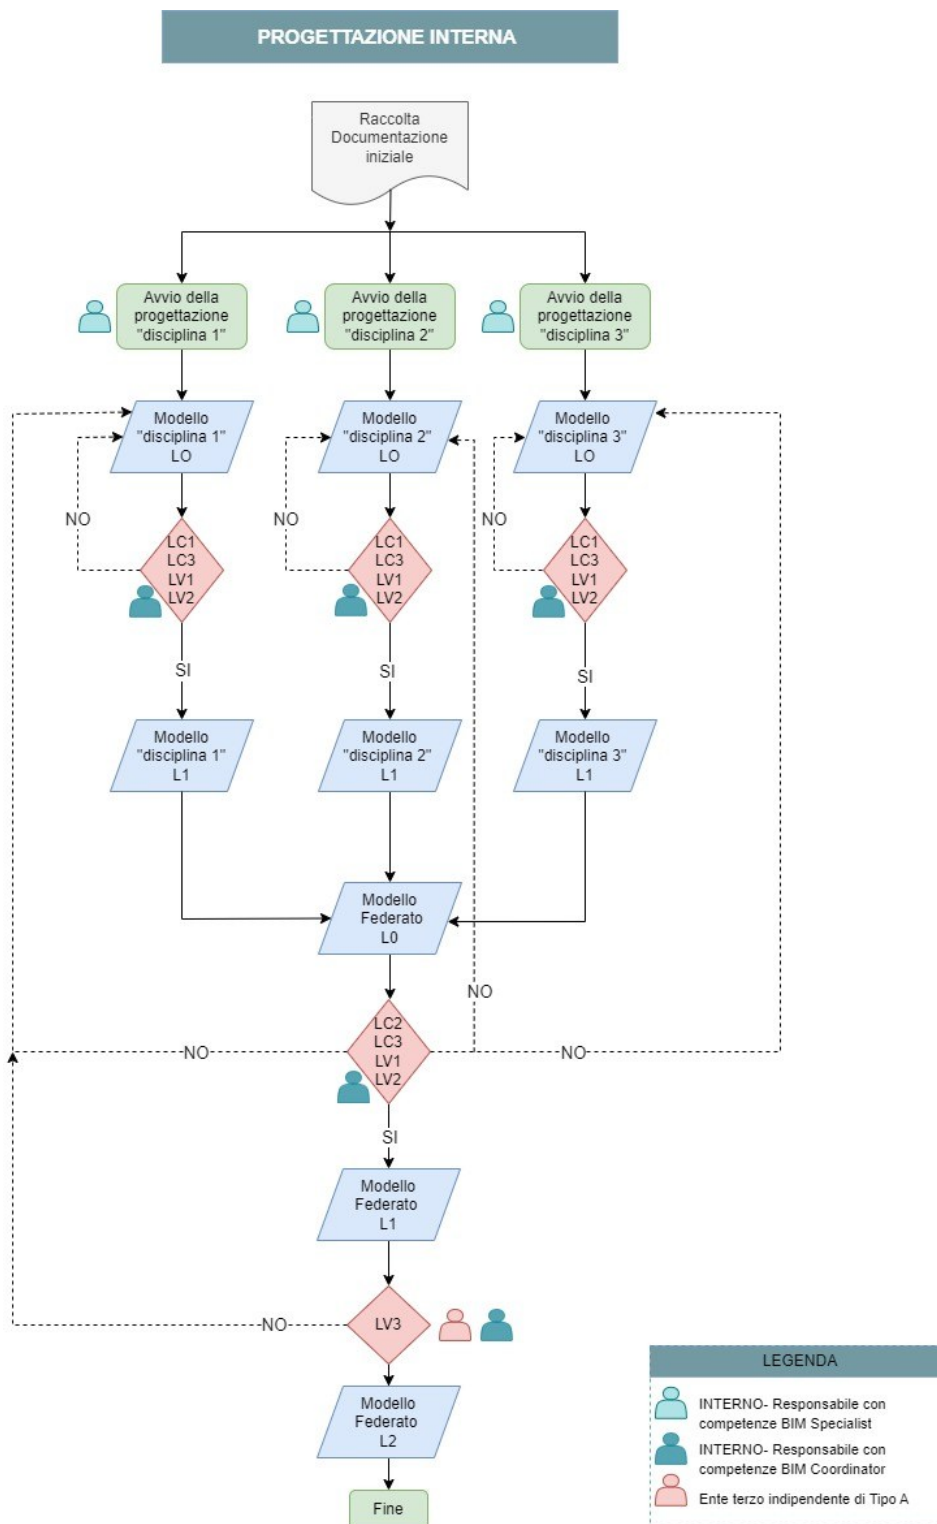 PROGETTAZIONE INTERNA
Raccolta
Documentazione
iniziale
Avvio della
progettazione
"disciplina 1"
Avvio della
progettazione
"disciplina 2"
Avvio della
progettazione
"disciplina 3"
Modello
"disciplina 1"
LO
Modello
"disciplina 2"
LO
Modello
"disciplina 3"
LO
NO
LC1
LC3
LV1
LV2
NO
LC1
LC3
LV1
LV2
NO
LC1
LC3
LV1
LV2
SI
SI
SI
Modello
"disciplina 1"
L1
Modello
"disciplina 2"
L1
Modello
"disciplina 3"
L1
Modello
Federato
L0
NO
LC2
LC3
LV1
LV2
NO
NO
SI
Modello
Federato
L1
NO
LV3
Modello
Federato
L2
Fine
LEGENDA
INTERNO- Responsabile con
competenze BIM Specialist
INTERNO- Responsabile con
competenze BIM Coordinator
Ente terzo indipendente di Tipo A